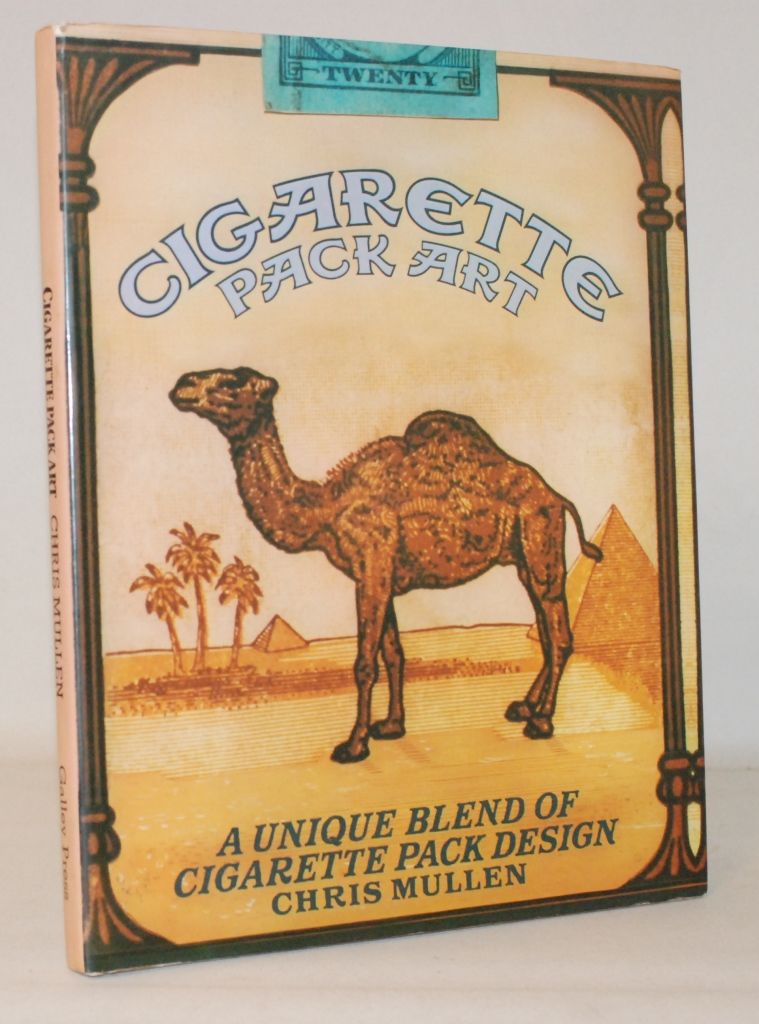 TWENTY
CIGARETTE
PACK ART
A UNIQUE BLEND OF
CIGARETTE PACK DESIGN
CHRIS MULLEN
CIGARETTE PACK ART CHRIS MULLEN Galley Press